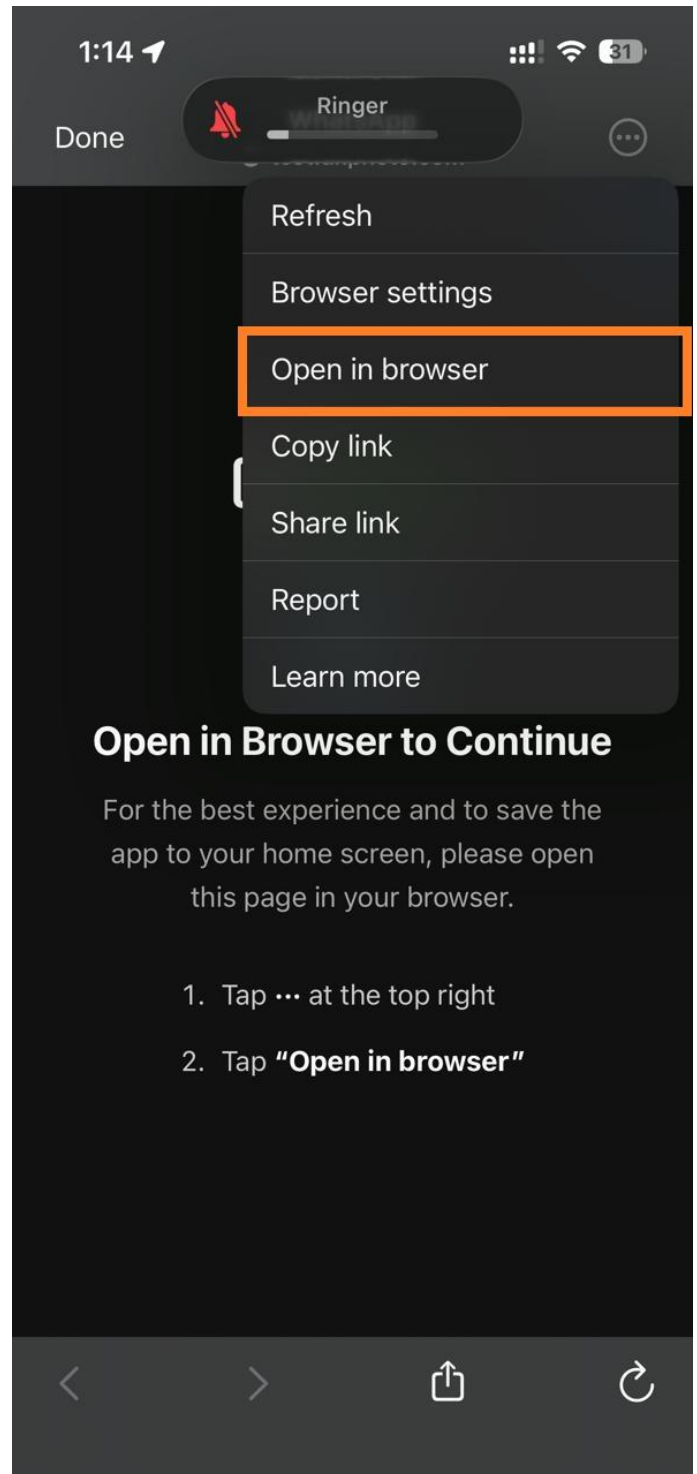 1:14
31
Ringer
Done
WhatsApp
Refresh
Browser settings
Open in browser
Copy link
Share link
Report
Learn more
Open in Browser to Continue
For the best experience and to save the
app to your home screen, please open
this page in your browser.
1. Tap ··· at the top right
2. Tap “Open in browser”